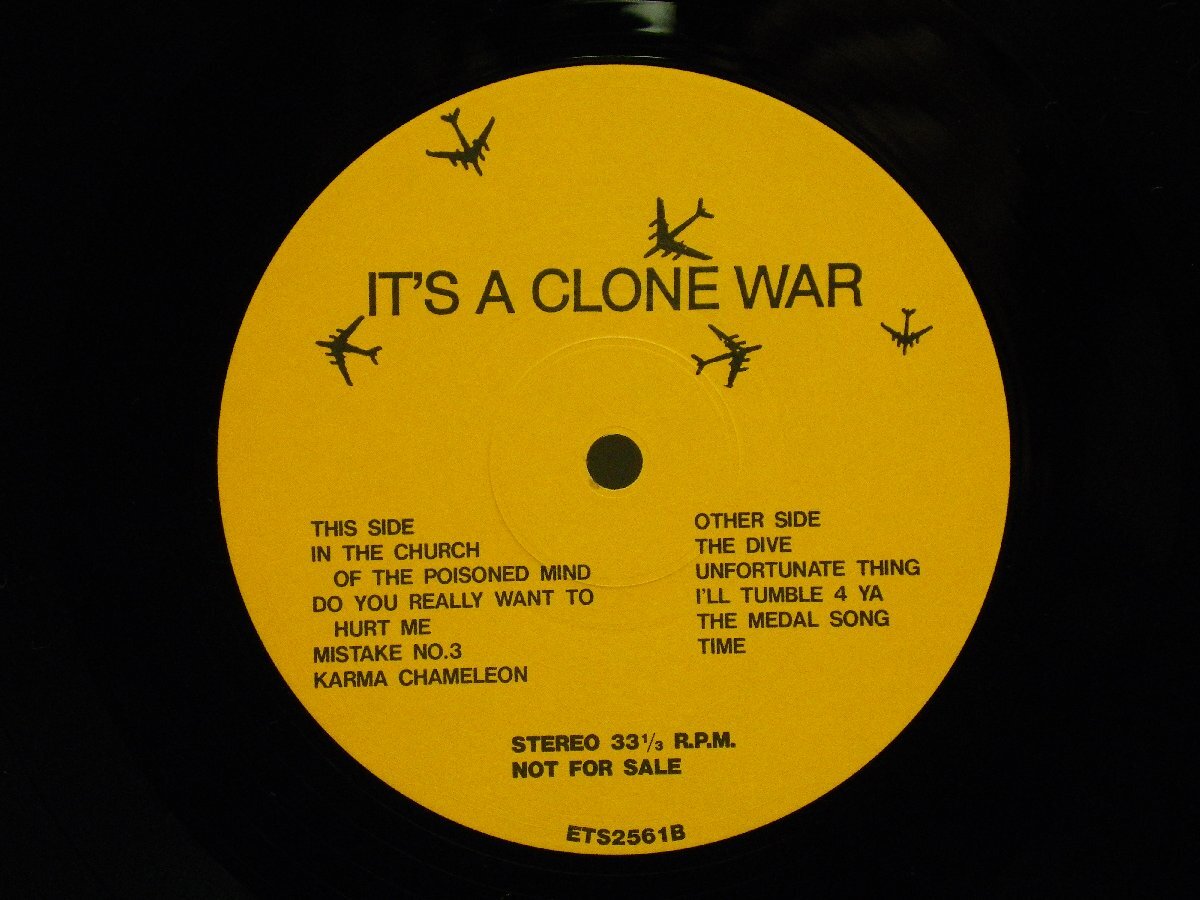 IT'S A CLONE WAR
THIS SIDE
IN THE CHURCH
OF THE POISONED MIND
DO YOU REALLY WANT TO
HURT ME
MISTAKE NO.3
KARMA CHAMELEON
OTHER SIDE
THE DIVE
UNFORTUNATE THING
I'LL TUMBLE 4 YA
THE MEDAL SONG
TIME
STEREO 33⅓ R.P.M.
NOT FOR SALE
ETS2561B